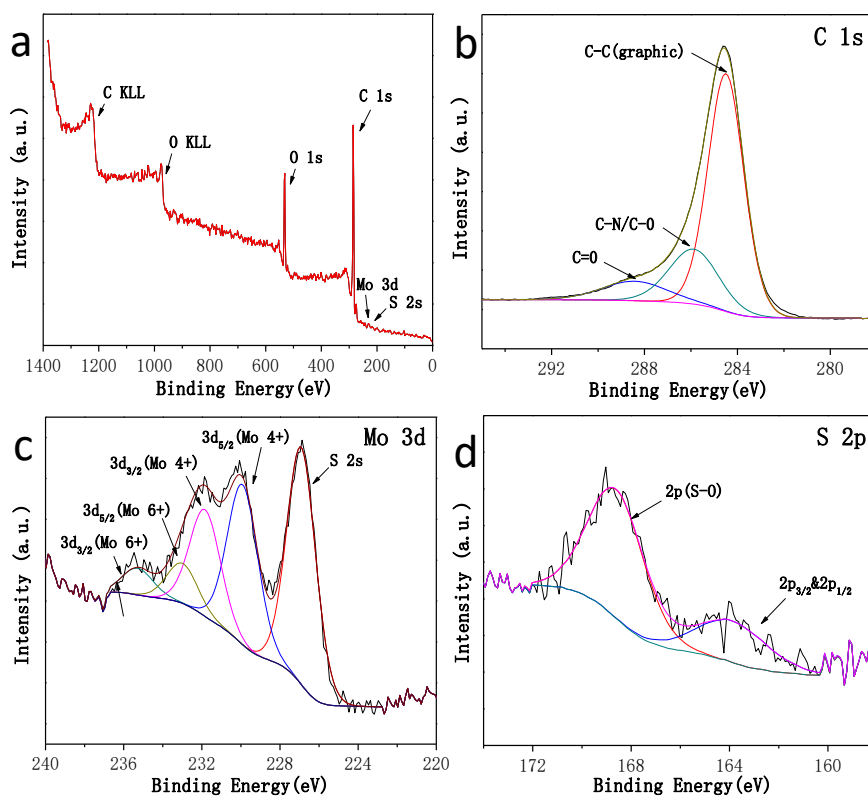 a
C KLL
O KLL
O 1s
C 1s
Mo 3d
S 2s
Intensity (a.u.)
1400 1200 1000 800 600 400 200 0
Binding Energy(eV)
b
C 1s
C-C(graphic)
C-N/C-O
C=O
Intensity (a.u.)
292 288 284 280
Binding Energy(eV)
c
Mo 3d
3d5/2(Mo 4+)
3d3/2(Mo 4+)
S 2s
3d5/2(Mo 6+)
3d3/2(Mo 6+)
Intensity (a.u.)
240 236 232 228 224 220
Binding Energy(eV)
d
S 2p
2p(S-O)
2p3/2&2p1/2
Intensity (a.u.)
172 168 164 160
Binding Energy(eV)